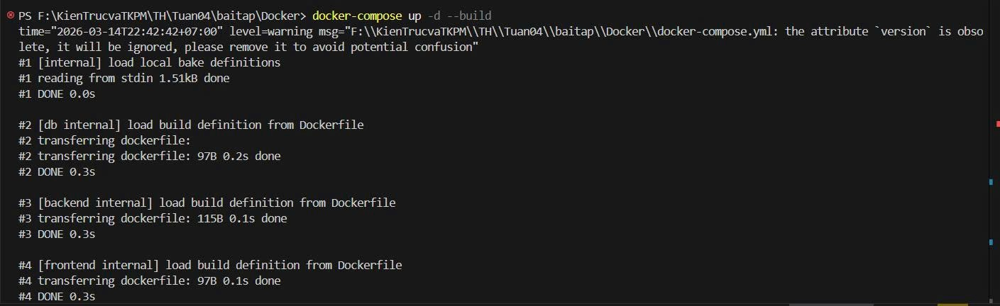 PS F:\KienTrucvaTKPM\TH\Tuan04\baitap\Docker> docker-compose up -d --build
time="2026-03-14T22:42:42+07:00" level=warning msg="F:\\KienTrucvaTKPM\\TH\\Tuan04\\baitap\\Docker\\docker-compose.yml: the attribute `version` is obso
lete, it will be ignored, please remove it to avoid potential confusion"
#1 [internal] load local bake definitions
#1 reading from stdin 1.51kB done
#1 DONE 0.0s
#2 [db internal] load build definition from Dockerfile
#2 transferring dockerfile:
#2 transferring dockerfile: 97B 0.2s done
#2 DONE 0.3s
#3 [backend internal] load build definition from Dockerfile
#3 transferring dockerfile: 115B 0.1s done
#3 DONE 0.3s
#4 [frontend internal] load build definition from Dockerfile
#4 transferring dockerfile: 97B 0.1s done
#4 DONE 0.3s